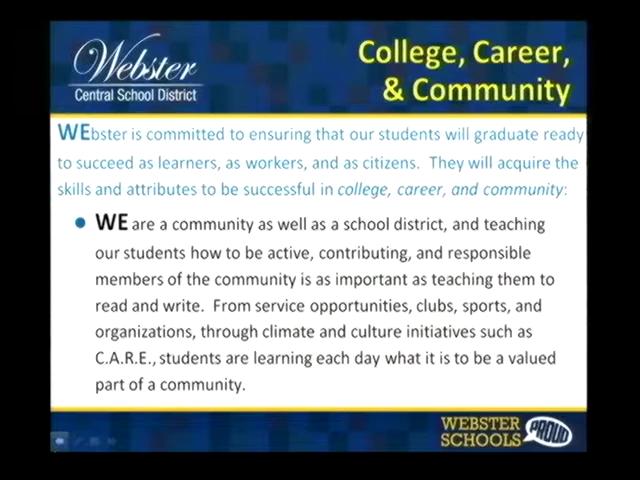 Webster
Central School District
College, Career,
& Community
WEbster is committed to ensuring that our students will graduate ready
to succeed as learners, as workers, and as citizens. They will acquire the
skills and attributes to be successful in college, career, and community:
• WE are a community as well as a school district, and teaching
our students how to be active, contributing, and responsible
members of the community is as important as teaching them to
read and write. From service opportunities, clubs, sports, and
organizations, through climate and culture initiatives such as
C.A.R.E., students are learning each day what it is to be a valued
part of a community.
WEBSTER
SCHOOLS PROUD